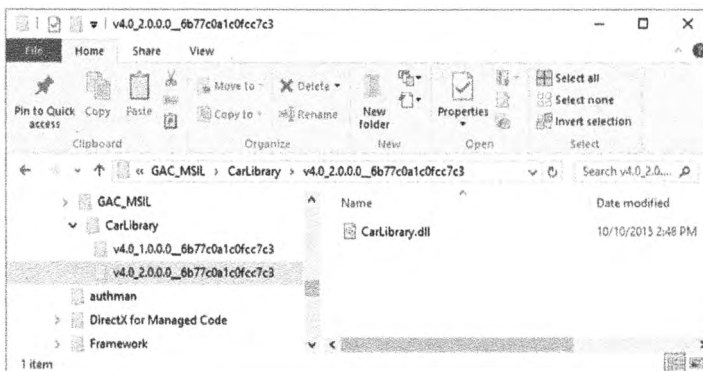 v4.0_2.0.0.0__6b77c0a1c0fcc7c3
File Home Share View
Pin to Quick access
Copy
Paste
Clipboard
Move to
Copy to
Delete
Rename
Organize
New folder
New
Properties
Open
Select all
Select none
Invert selection
Select
« GAC_MSIL > CarLibrary > v4.0_2.0.0.0__6b77c0a1c0fcc7c3
Search v4.0_2.0....
GAC_MSIL
CarLibrary
v4.0_1.0.0.0__6b77c0a1c0fcc7c3
v4.0_2.0.0.0__6b77c0a1c0fcc7c3
authman
DirectX for Managed Code
Framework
Name Date modified
CarLibrary.dll 10/10/2015 2:48 PM
1 item